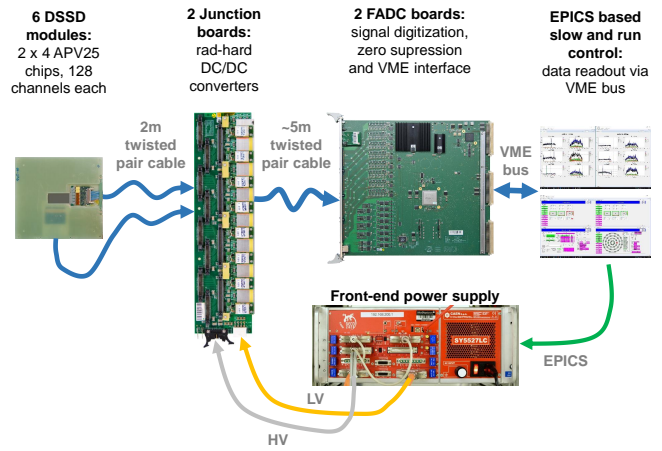 6 DSSD
modules:
2 x 4 APV25
chips, 128
channels each
2 Junction
boards:
rad-hard
DC/DC
converters
2 FADC boards:
signal digitization,
zero supression
and VME interface
EPICS based
slow and run
control:
data readout via
VME bus
2m
twisted
pair cable
~5m
twisted
pair cable
VME
bus
Front-end power supply
SY5527LC
EPICS
LV
HV